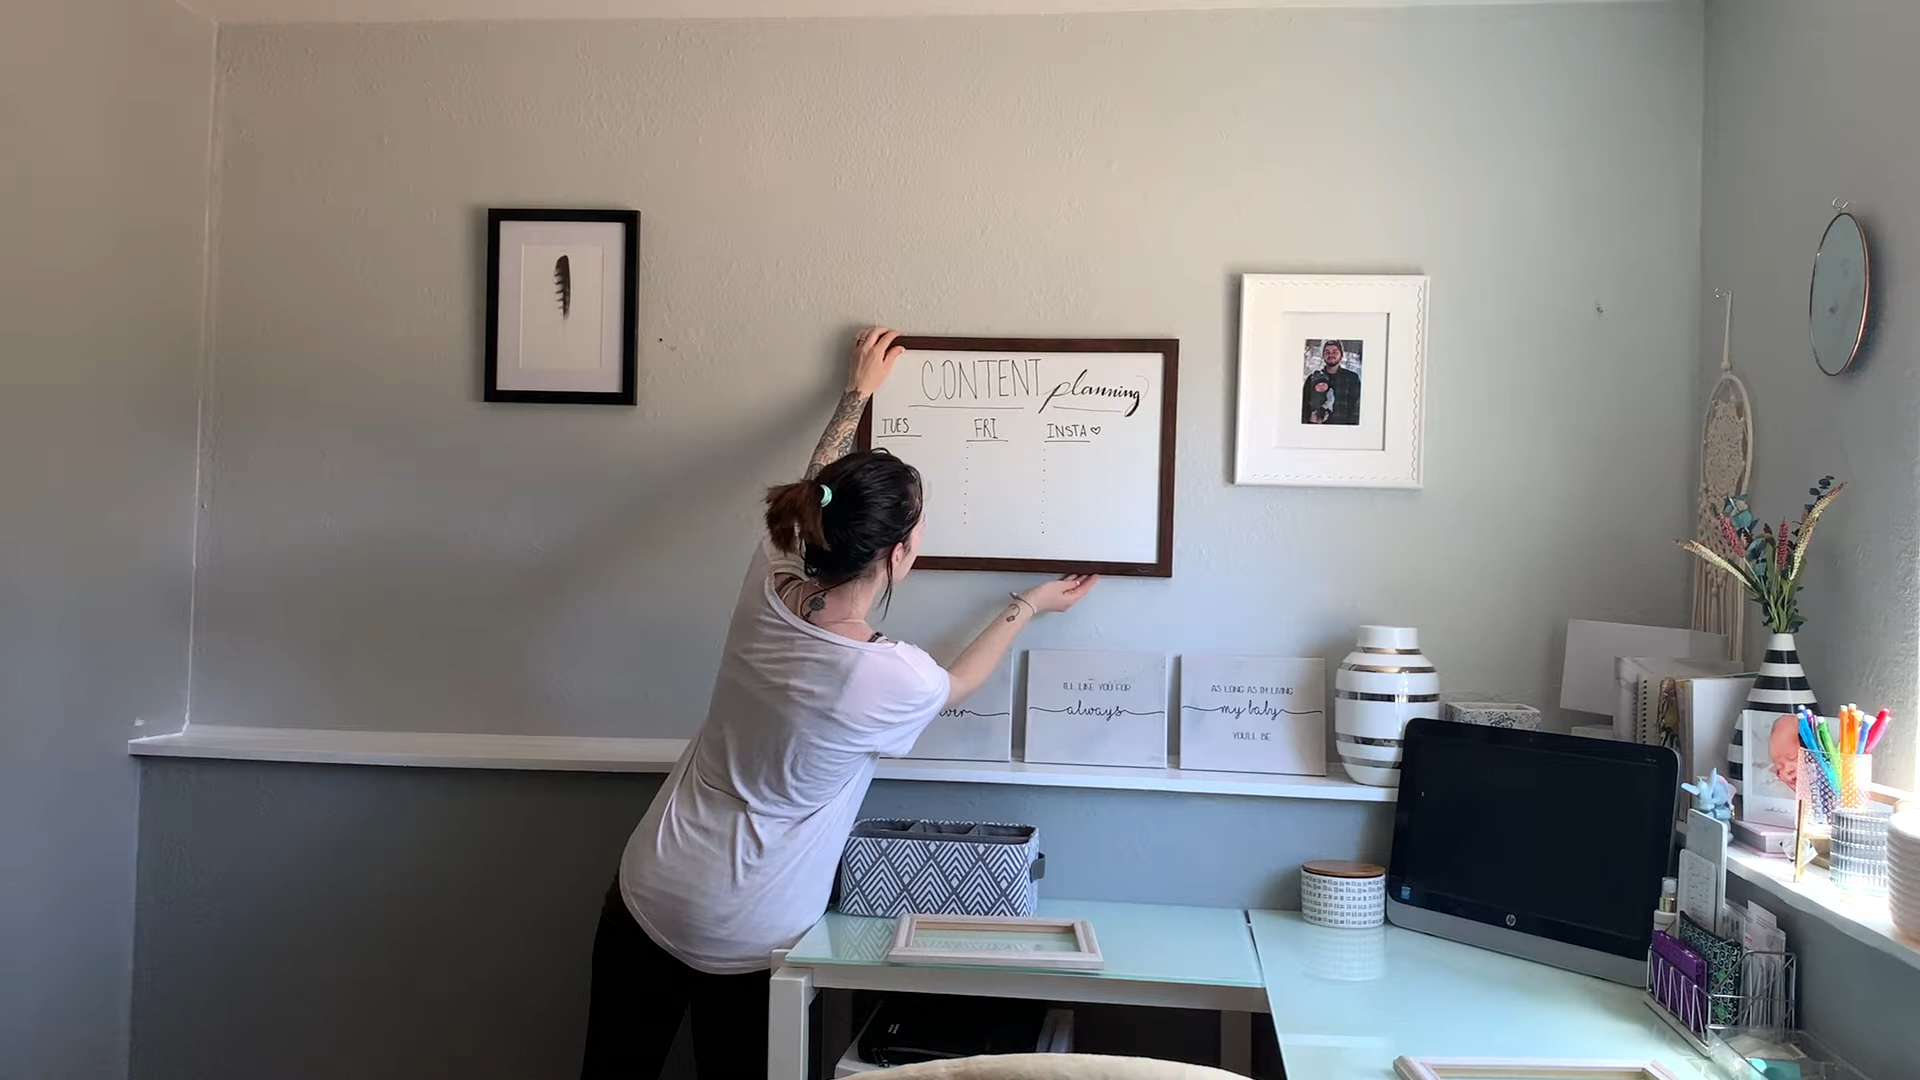 CONTENT planning
TUES FRI INSTA♡
I'LL LIKE YOU FOR
always
AS LONG AS I'M LIVING
my baby
YOU'LL BE
hp